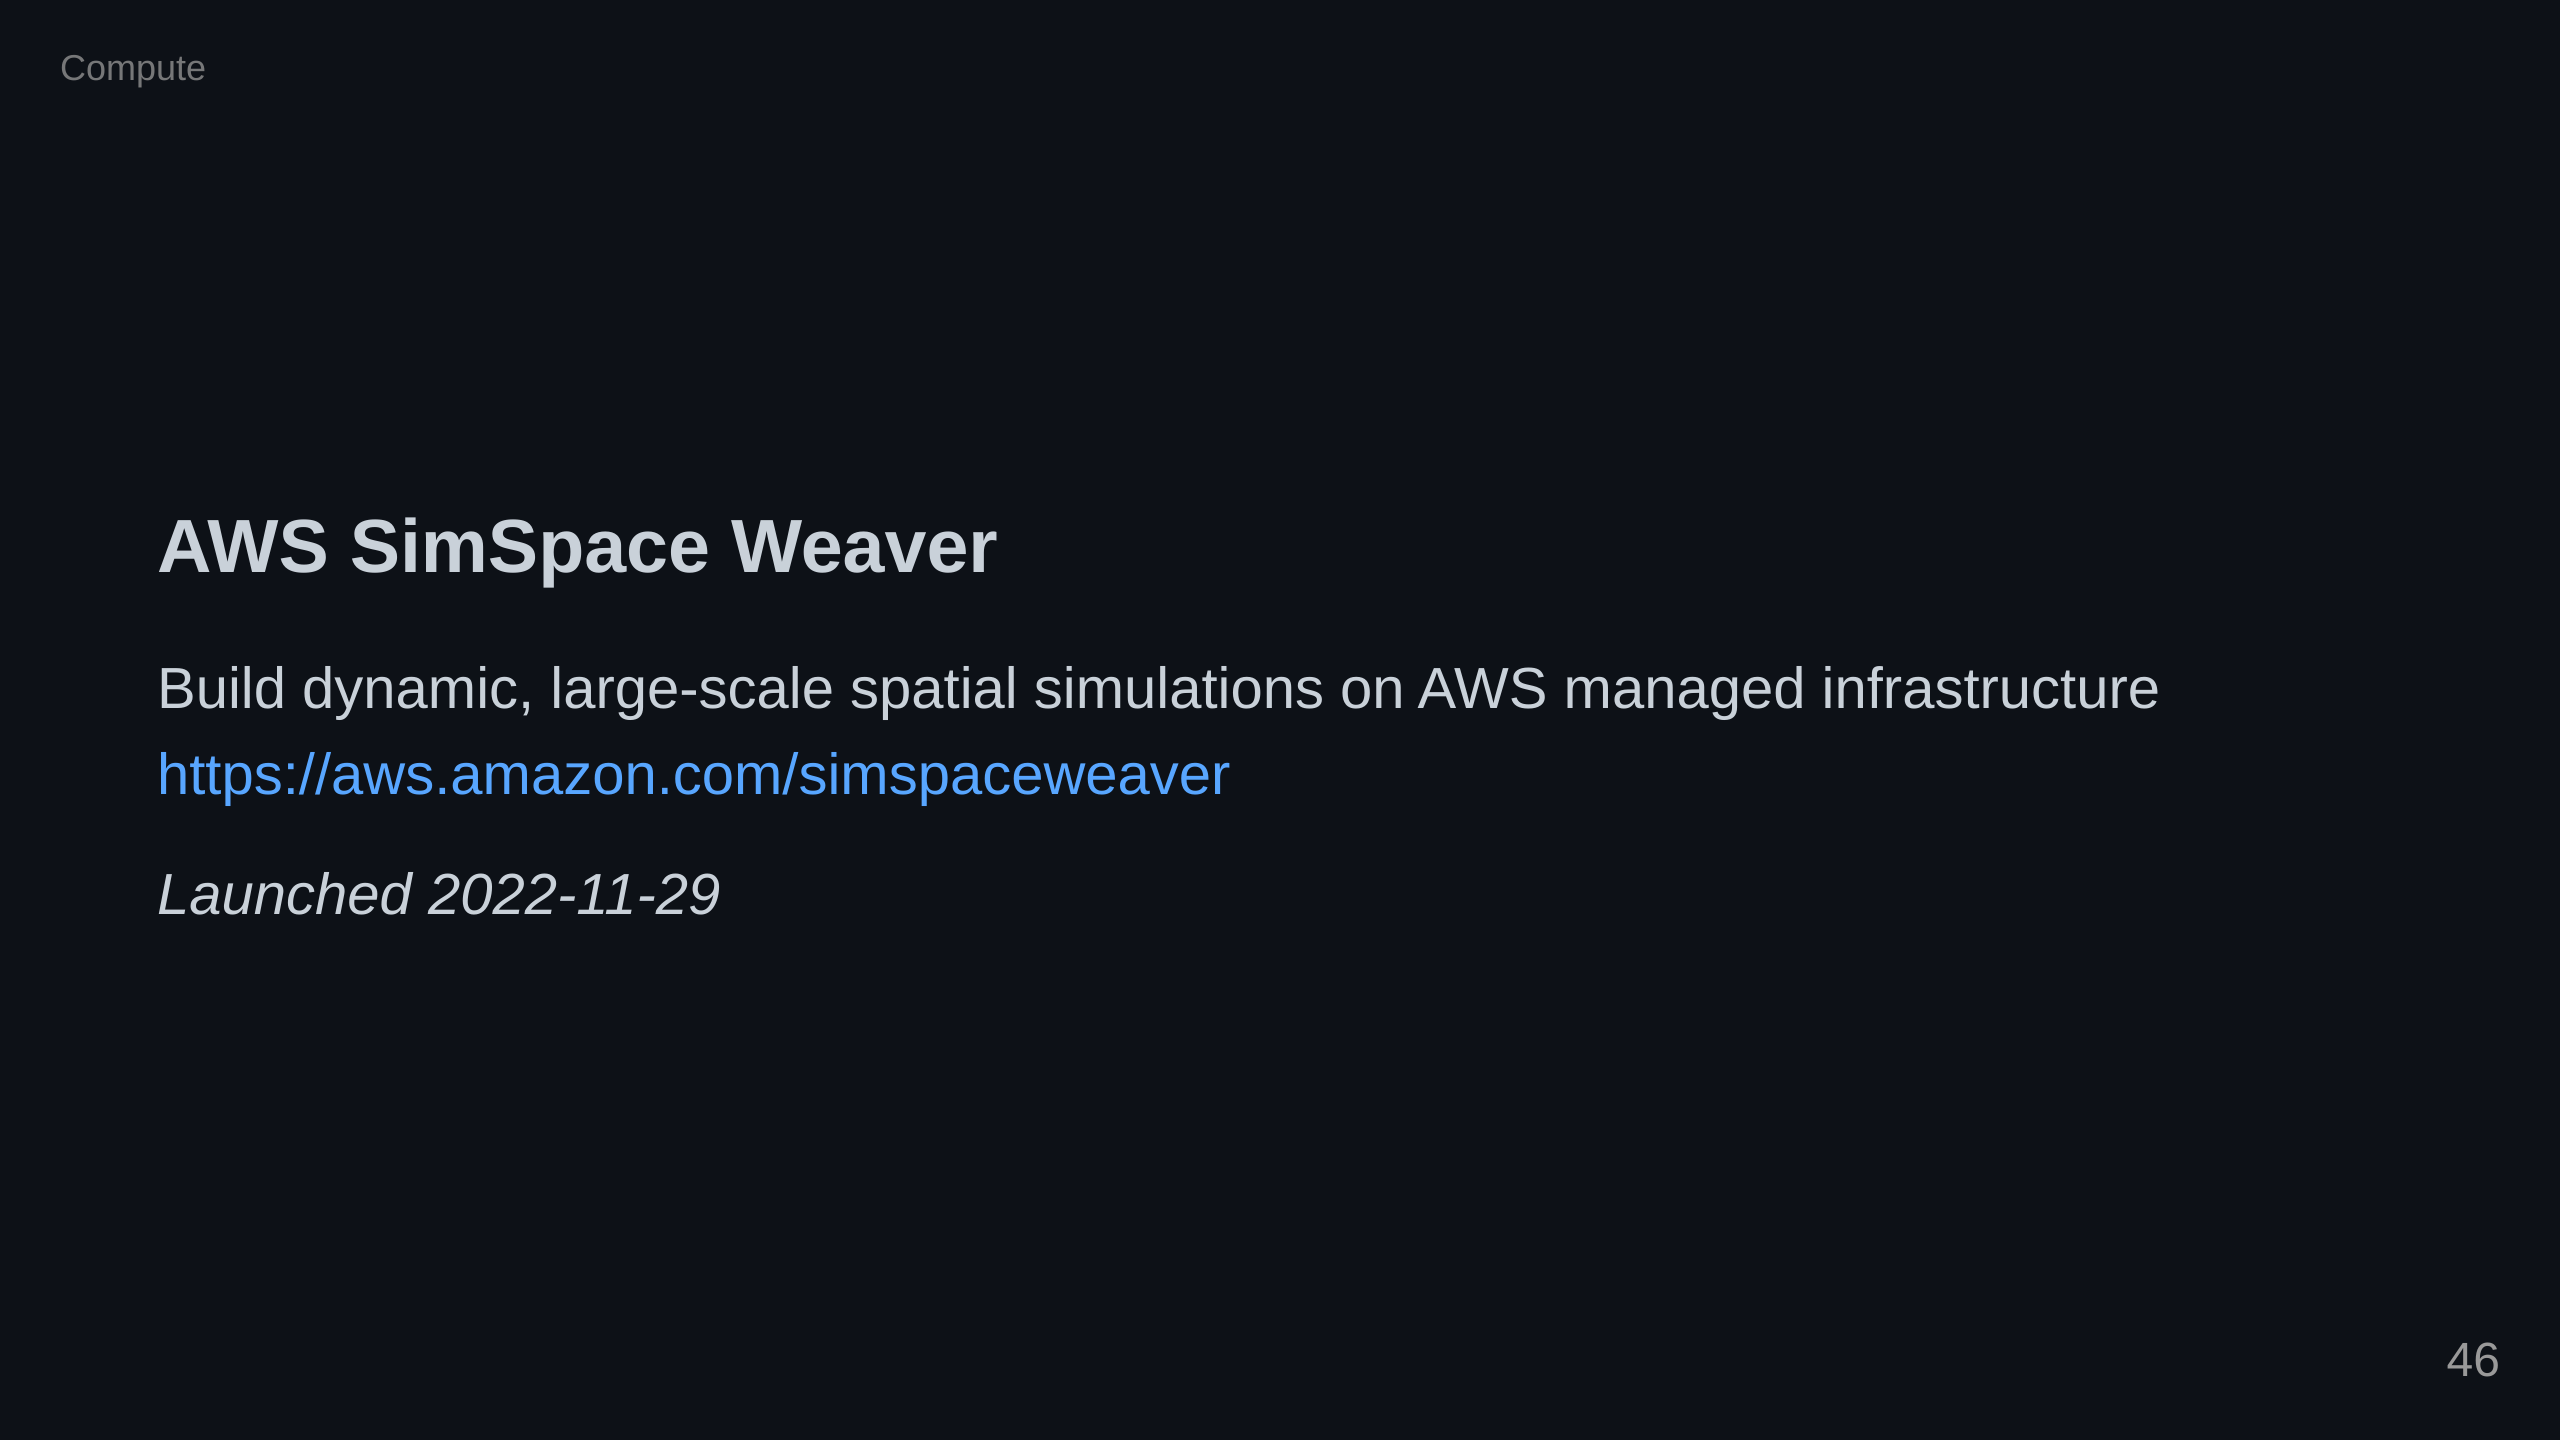 Compute
AWS SimSpace Weaver
Build dynamic, large-scale spatial simulations on AWS managed infrastructure
https://aws.amazon.com/simspaceweaver
Launched 2022-11-29
46